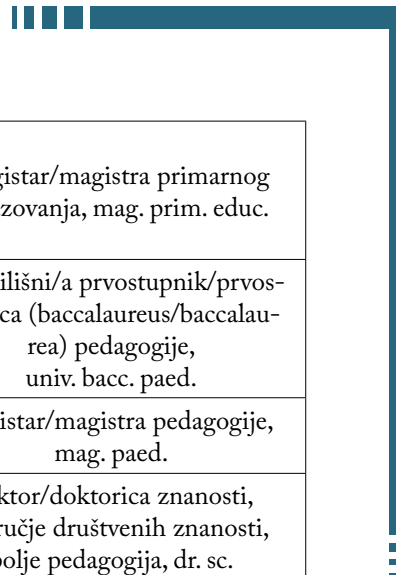 gistar/magistra primarnog
zovanja, mag. prim. educ.
ilišni/a prvostupnik/prvos-
ca (baccalaureus/baccalau-
rea) pedagogije,
univ. bacc. paed.
istar/magistra pedagogije,
mag. paed.
ktor/doktorica znanosti,
ručje društvenih znanosti,
polje pedagogija, dr. sc.